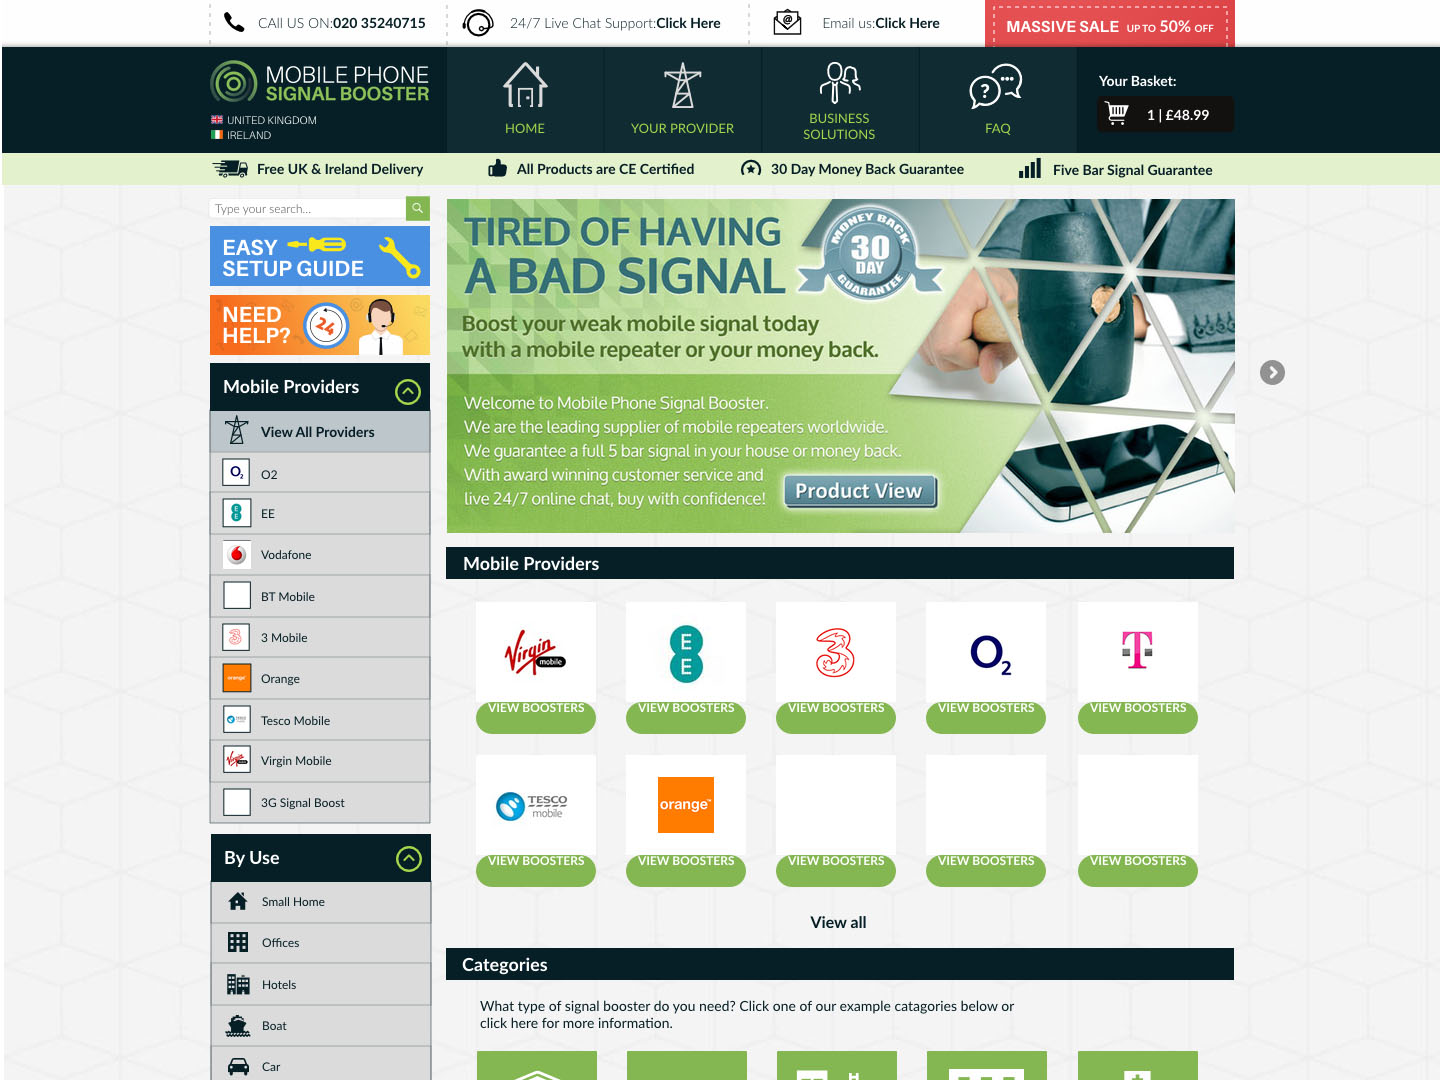 CAll US ON:020 35240715
24/7 Live Chat Support:Click Here
Email us:Click Here
MASSIVE SALE UP TO 50% OFF
MOBILE PHONE
SIGNAL BOOSTER
UNITED KINGDOM
IRELAND
HOME
YOUR PROVIDER
BUSINESS
SOLUTIONS
FAQ
Your Basket:
1 | £48.99
Free UK & Ireland Delivery
All Products are CE Certified
30 Day Money Back Guarantee
Five Bar Signal Guarantee
Type your search...
EASY
SETUP GUIDE
NEED
HELP?
24
Mobile Providers
View All Providers
O2
O2
EE
EE
Vodafone
BT Mobile
3
3 Mobile
orange
Orange
TESCO
Tesco Mobile
Virgin
Virgin Mobile
3G Signal Boost
By Use
Small Home
Offices
Hotels
Boat
Car
TIRED OF HAVING
A BAD SIGNAL
MONEY BACK
30
DAY
GUARANTEE
Boost your weak mobile signal today
with a mobile repeater or your money back.
Welcome to Mobile Phone Signal Booster.
We are the leading supplier of mobile repeaters worldwide.
We guarantee a full 5 bar signal in your house or money back.
With award winning customer service and
live 24/7 online chat, buy with confidence!
Product View
Mobile Providers
Virgin mobile
EE
3
O2
T
VIEW BOOSTERS
VIEW BOOSTERS
VIEW BOOSTERS
VIEW BOOSTERS
VIEW BOOSTERS
TESCO
mobile
orange™
VIEW BOOSTERS
VIEW BOOSTERS
VIEW BOOSTERS
VIEW BOOSTERS
VIEW BOOSTERS
View all
Categories
What type of signal booster do you need? Click one of our example catagories below or
click here for more information.
H